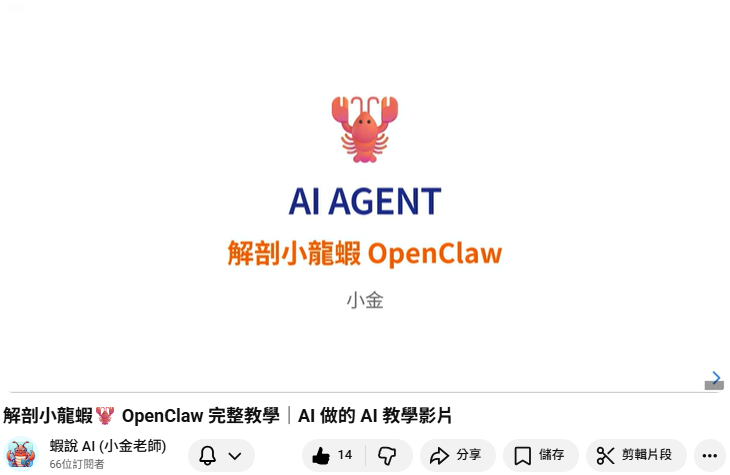 AI AGENT
解剖小龍蝦 OpenClaw
小金
解剖小龍蝦🦞 OpenClaw 完整教學｜AI 做的 AI 教學影片
蝦說 AI (小金老師)
66位訂閱者
14
分享
儲存
剪輯片段